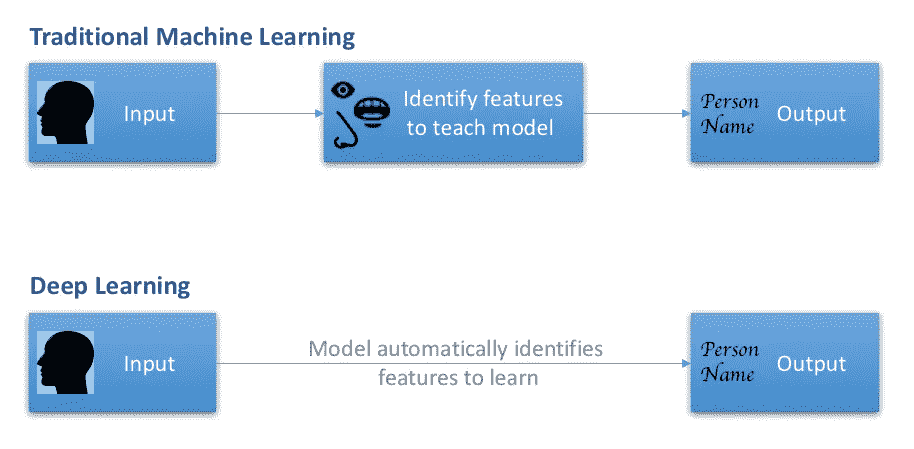 Traditional Machine Learning
Input
Identify features
to teach model
Person
Name
Output
Deep Learning
Input
Model automatically identifies
features to learn
Person
Name
Output